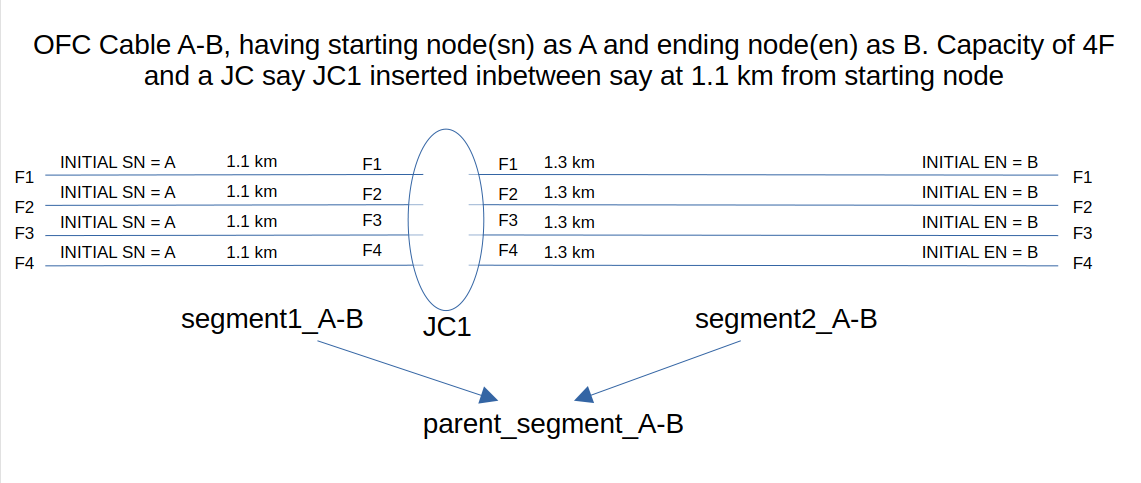 OFC Cable A-B, having starting node(sn) as A and ending node(en) as B. Capacity of 4F
and a JC say JC1 inserted inbetween say at 1.1 km from starting node
F1 INITIAL SN = A 1.1 km F1 F1 1.3 km INITIAL EN = B F1
F2 INITIAL SN = A 1.1 km F2 F2 1.3 km INITIAL EN = B F2
F3 INITIAL SN = A 1.1 km F3 F3 1.3 km INITIAL EN = B F3
F4 INITIAL SN = A 1.1 km F4 F4 1.3 km INITIAL EN = B F4
segment1_A-B JC1 segment2_A-B
parent_segment_A-B